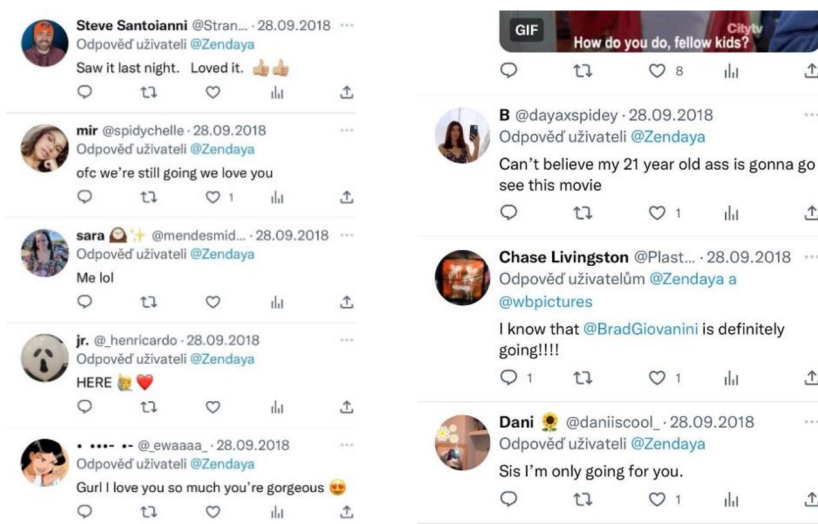 Steve Santoianni @Stran... · 28.09.2018 ···
Odpověď uživateli @Zendaya
Saw it last night. Loved it. 👍🏼👍🏼
mir @spidychelle · 28.09.2018 ···
Odpověď uživateli @Zendaya
ofc we're still going we love you
1
sara 🕰️✨ @mendesmid... · 28.09.2018 ···
Odpověď uživateli @Zendaya
Me lol
jr. @_henricardo · 28.09.2018 ···
Odpověď uživateli @Zendaya
HERE 🙋❤️
• •••- •- @_ewaaaa_ · 28.09.2018 ···
Odpověď uživateli @Zendaya
Gurl I love you so much you're gorgeous 😍
GIF
Citytv
How do you do, fellow kids?
8
B @dayaxspidey · 28.09.2018 ···
Odpověď uživateli @Zendaya
Can't believe my 21 year old ass is gonna go
see this movie
1
Chase Livingston @Plast... · 28.09.2018 ···
Odpověď uživatelům @Zendaya a
@wbpictures
I know that @BradGiovanini is definitely
going!!!!
1 1
Dani 🌻 @daniiscool_ · 28.09.2018 ···
Odpověď uživateli @Zendaya
Sis I'm only going for you.
1